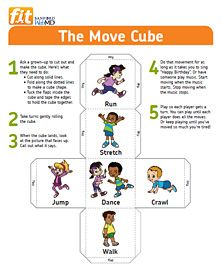 fit
SANFORD
WebMD
The Move Cube
1
Ask a grown-up to cut out and
make the cube. Here's what
they need to do:
• Cut along solid lines.
• Fold along the dotted lines
to make a cube shape.
• Tuck the flaps inside the
cube and tape the edges
to hold the cube together.
2
Take turns gently rolling
the cube.
3
When the cube lands, look
at the picture that faces up.
Call out what it says.
4
Do that movement for as
long as it takes you to sing
"Happy Birthday". Or have
someone play music. Start
moving when the music
starts. Stop moving when
the music stops.
5
Play so each player gets a
turn. You can play until each
player does all the moves.
Or keep playing until you've
moved so much you're tired!
Run
Stretch
Jump
Dance
Crawl
Walk